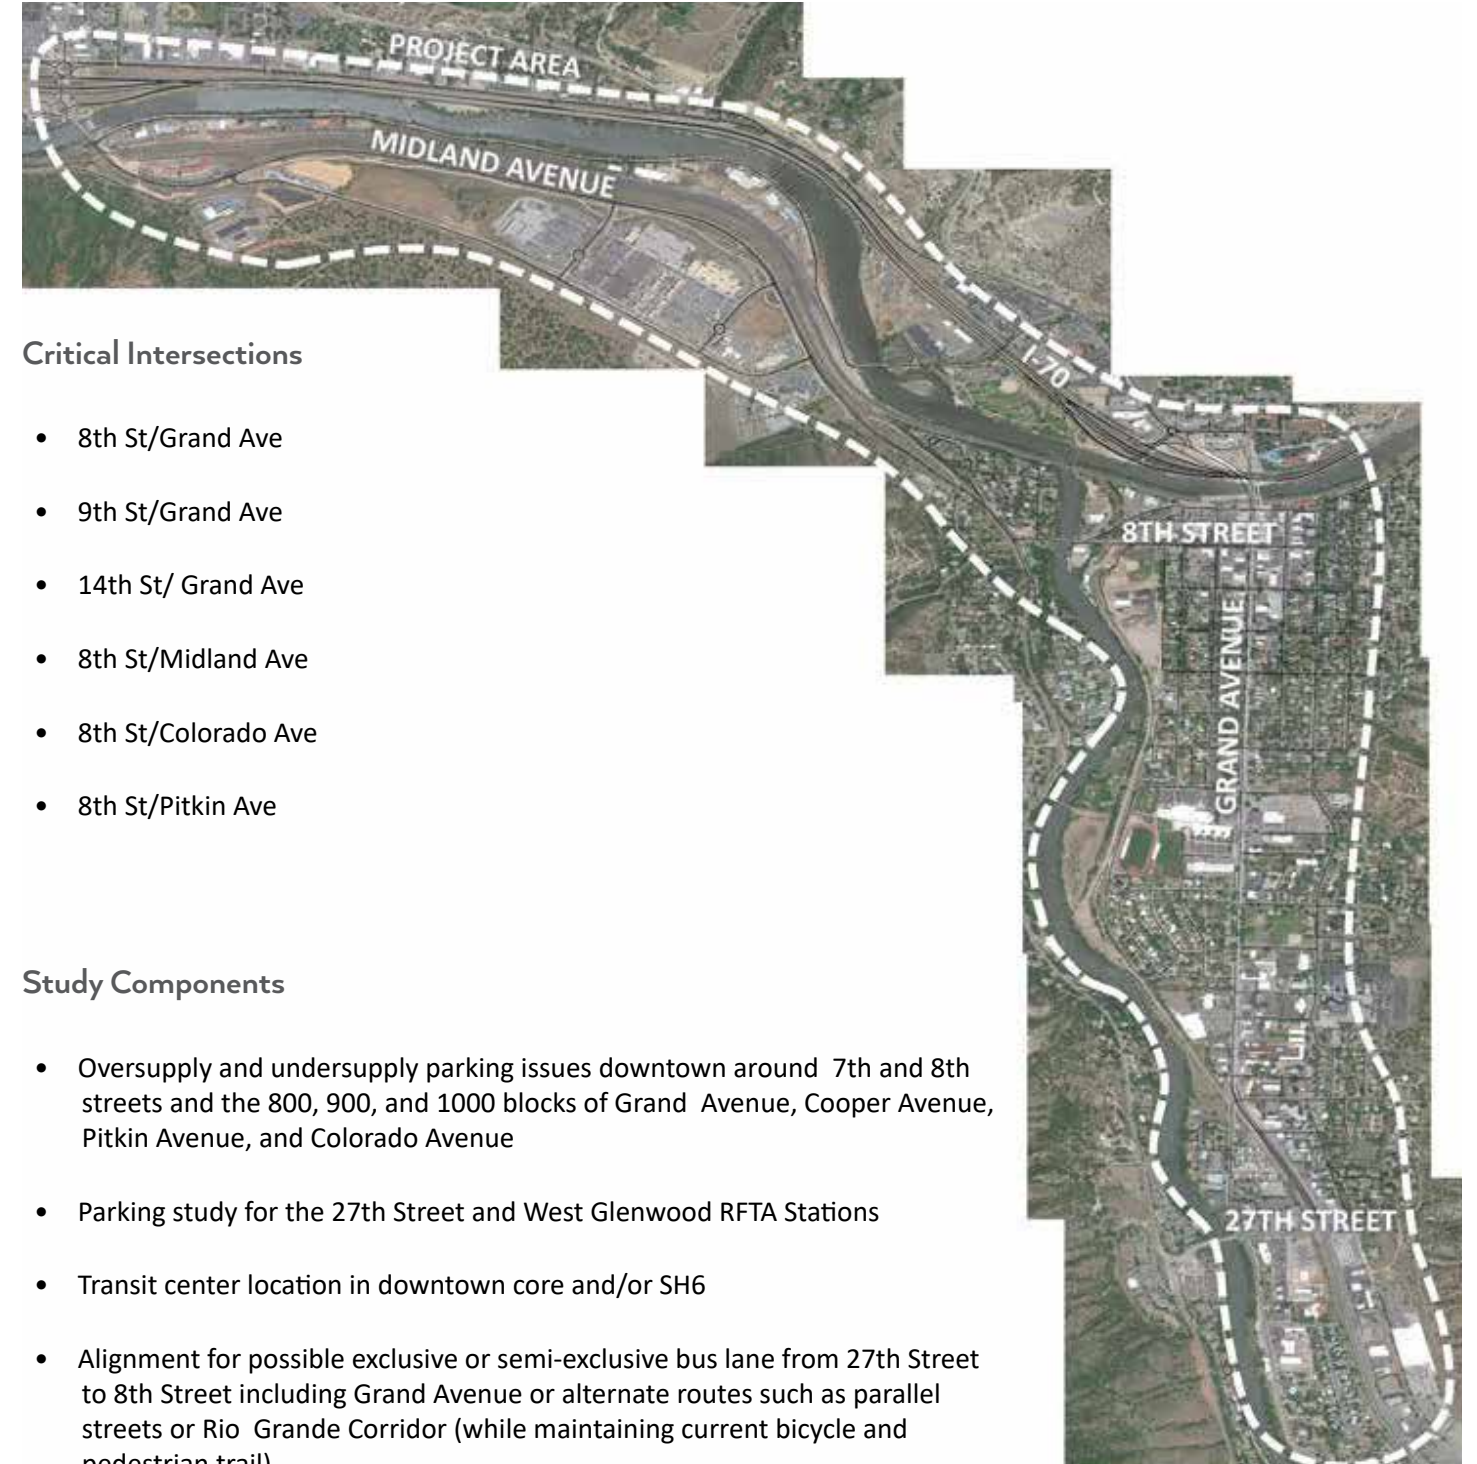 PROJECT AREA
MIDLAND AVENUE
I-70
8TH STREET
GRAND AVENUE
27TH STREET
Critical Intersections
• 8th St/Grand Ave
• 9th St/Grand Ave
• 14th St/ Grand Ave
• 8th St/Midland Ave
• 8th St/Colorado Ave
• 8th St/Pitkin Ave
Study Components
• Oversupply and undersupply parking issues downtown around 7th and 8th
streets and the 800, 900, and 1000 blocks of Grand Avenue, Cooper Avenue,
Pitkin Avenue, and Colorado Avenue
• Parking study for the 27th Street and West Glenwood RFTA Stations
• Transit center location in downtown core and/or SH6
• Alignment for possible exclusive or semi-exclusive bus lane from 27th Street
to 8th Street including Grand Avenue or alternate routes such as parallel
streets or Rio Grande Corridor (while maintaining current bicycle and
pedestrian trail)